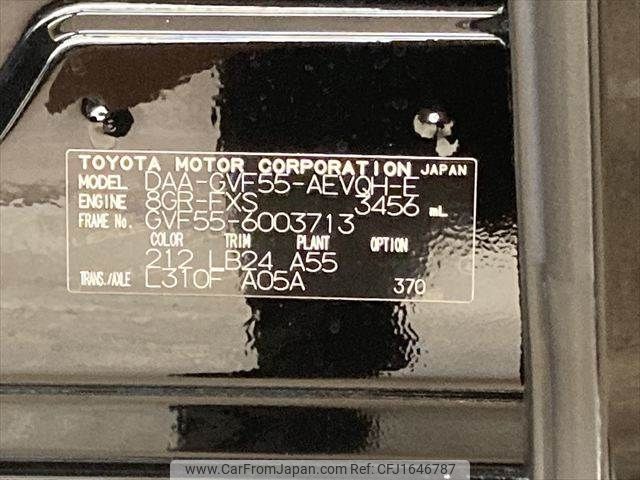 TOYOTA MOTOR CORPORATION JAPAN
MODEL DAA-GVF55-AEVQH-E
ENGINE 8GR-FXS 3456 mL
FRAME No. GVF55-6003713
COLOR TRIM PLANT OPTION
212 LB24 A55
TRANS./AXLE L310F A05A 370
www.CarFromJapan.com | Ref No: CFJ1646787